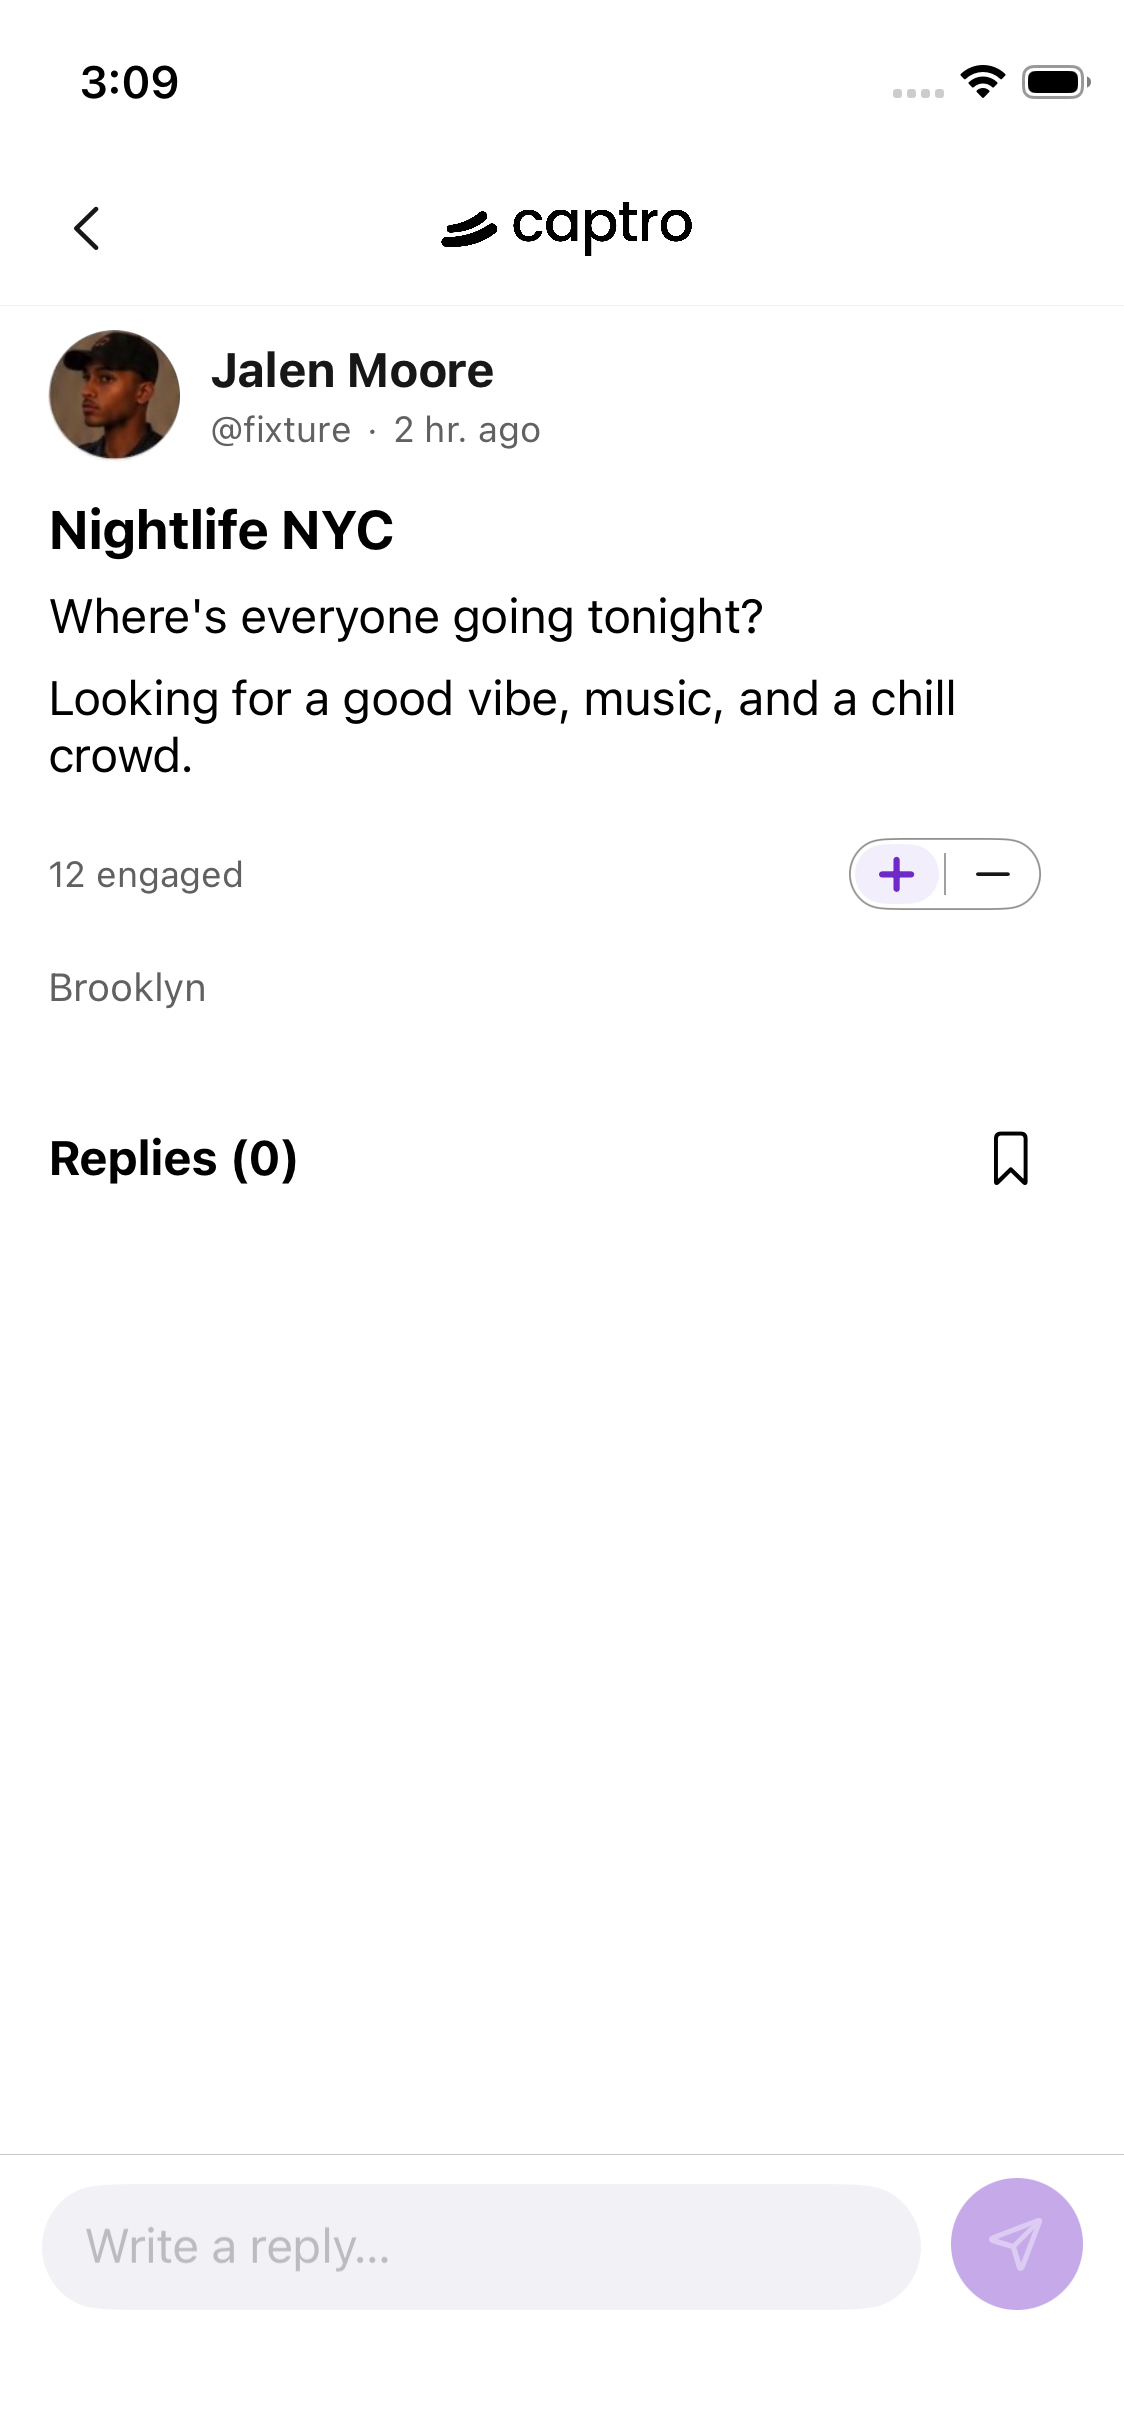 3:09
captro
Jalen Moore
@fixture · 2 hr. ago
Nightlife NYC
Where's everyone going tonight?
Looking for a good vibe, music, and a chill
crowd.
12 engaged
Brooklyn
Replies (0)
Write a reply...